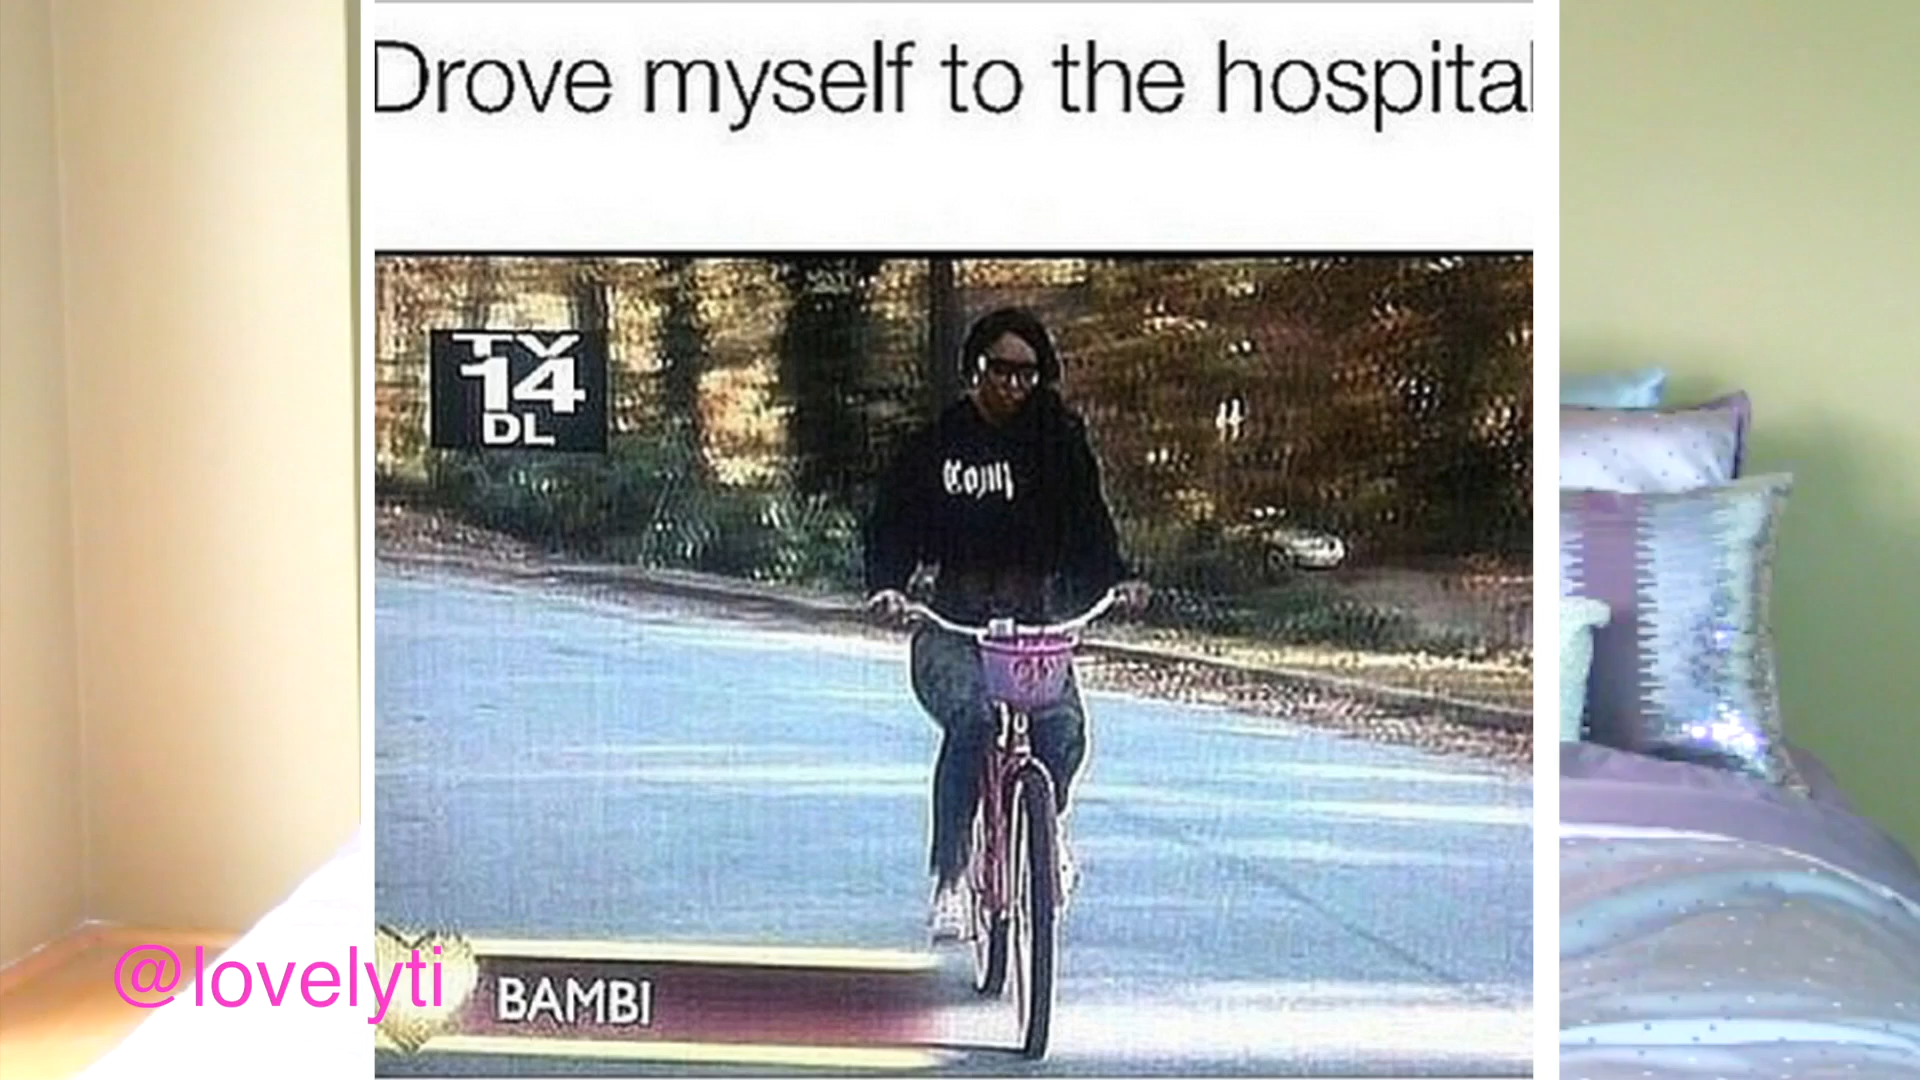 Drove myself to the hospital
TV
14
DL
@lovelyti
BAMBI